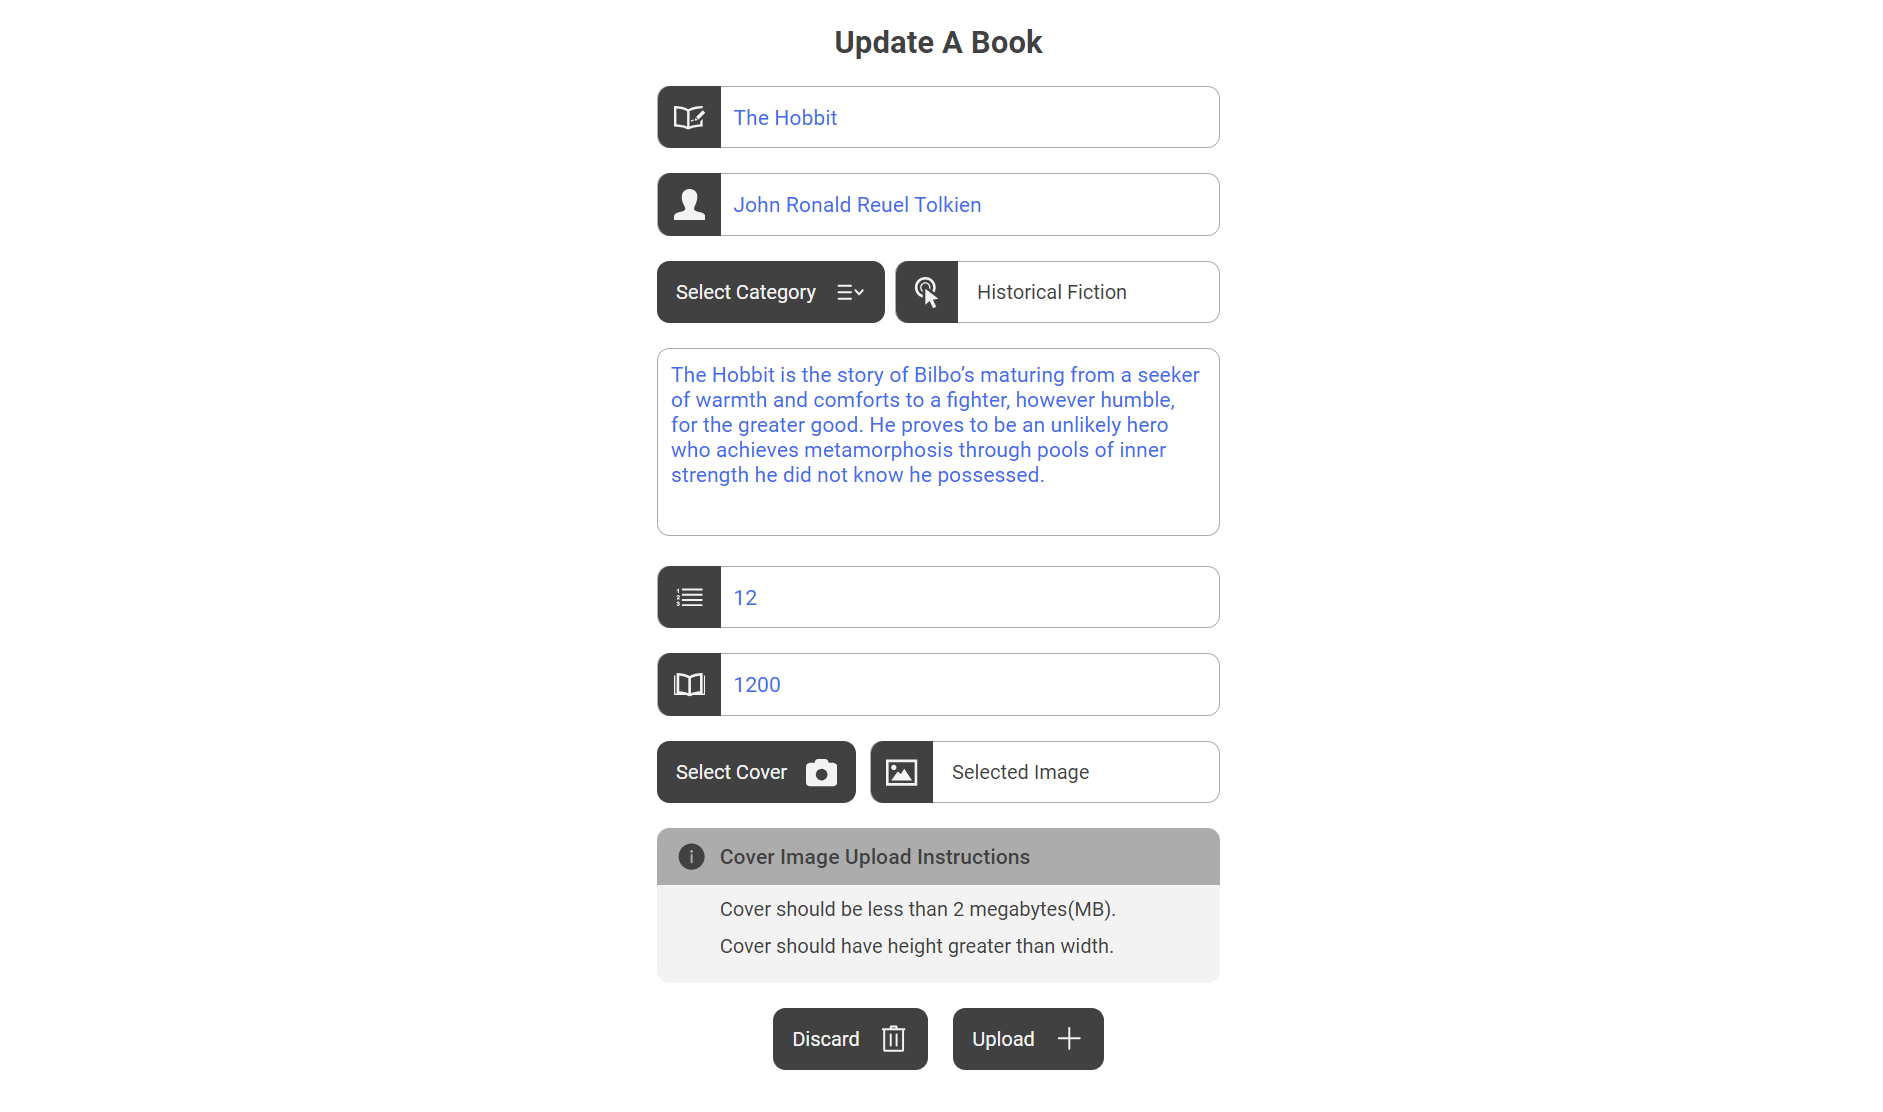 Update A Book
The Hobbit
John Ronald Reuel Tolkien
Select Category
Historical Fiction
The Hobbit is the story of Bilbo’s maturing from a seeker
of warmth and comforts to a fighter, however humble,
for the greater good. He proves to be an unlikely hero
who achieves metamorphosis through pools of inner
strength he did not know he possessed.
12
1200
Select Cover
Selected Image
Cover Image Upload Instructions
Cover should be less than 2 megabytes(MB).
Cover should have height greater than width.
Discard
Upload